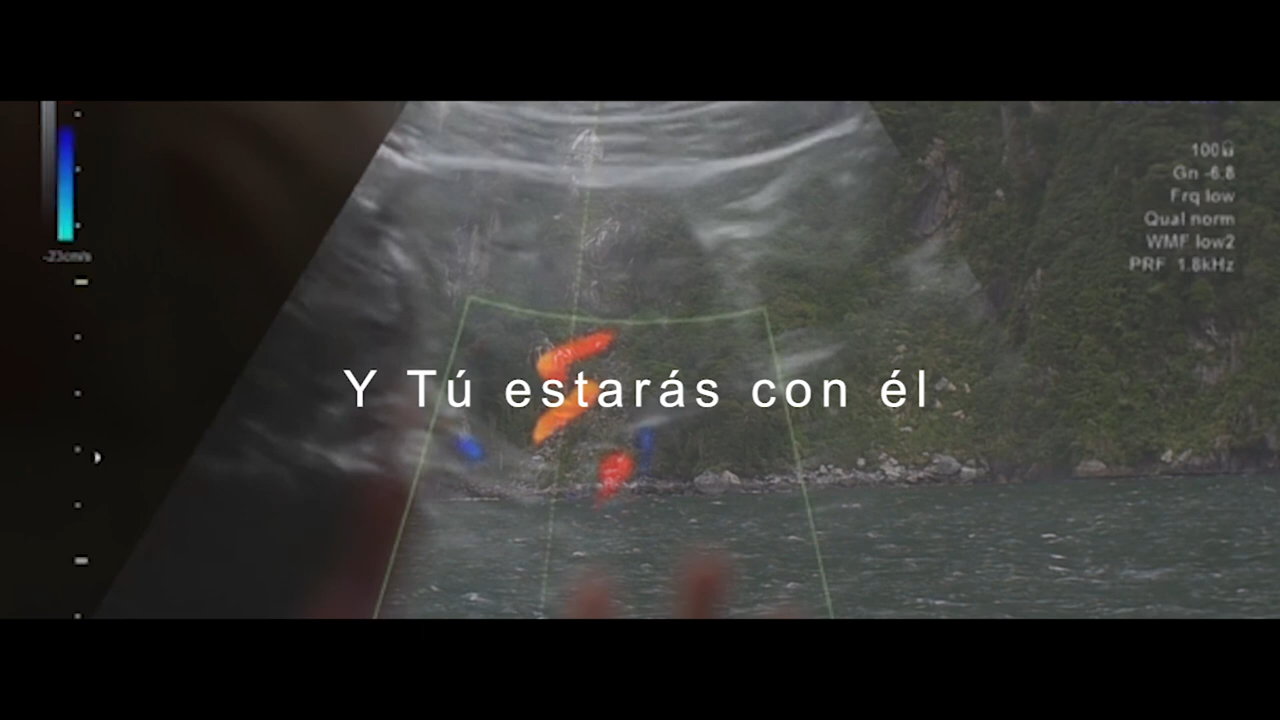 100
Gn -6.8
Frq low
Qual norm
WMF low2
PRF 1.8kHz
-23cm/s
Y Tú estarás con él